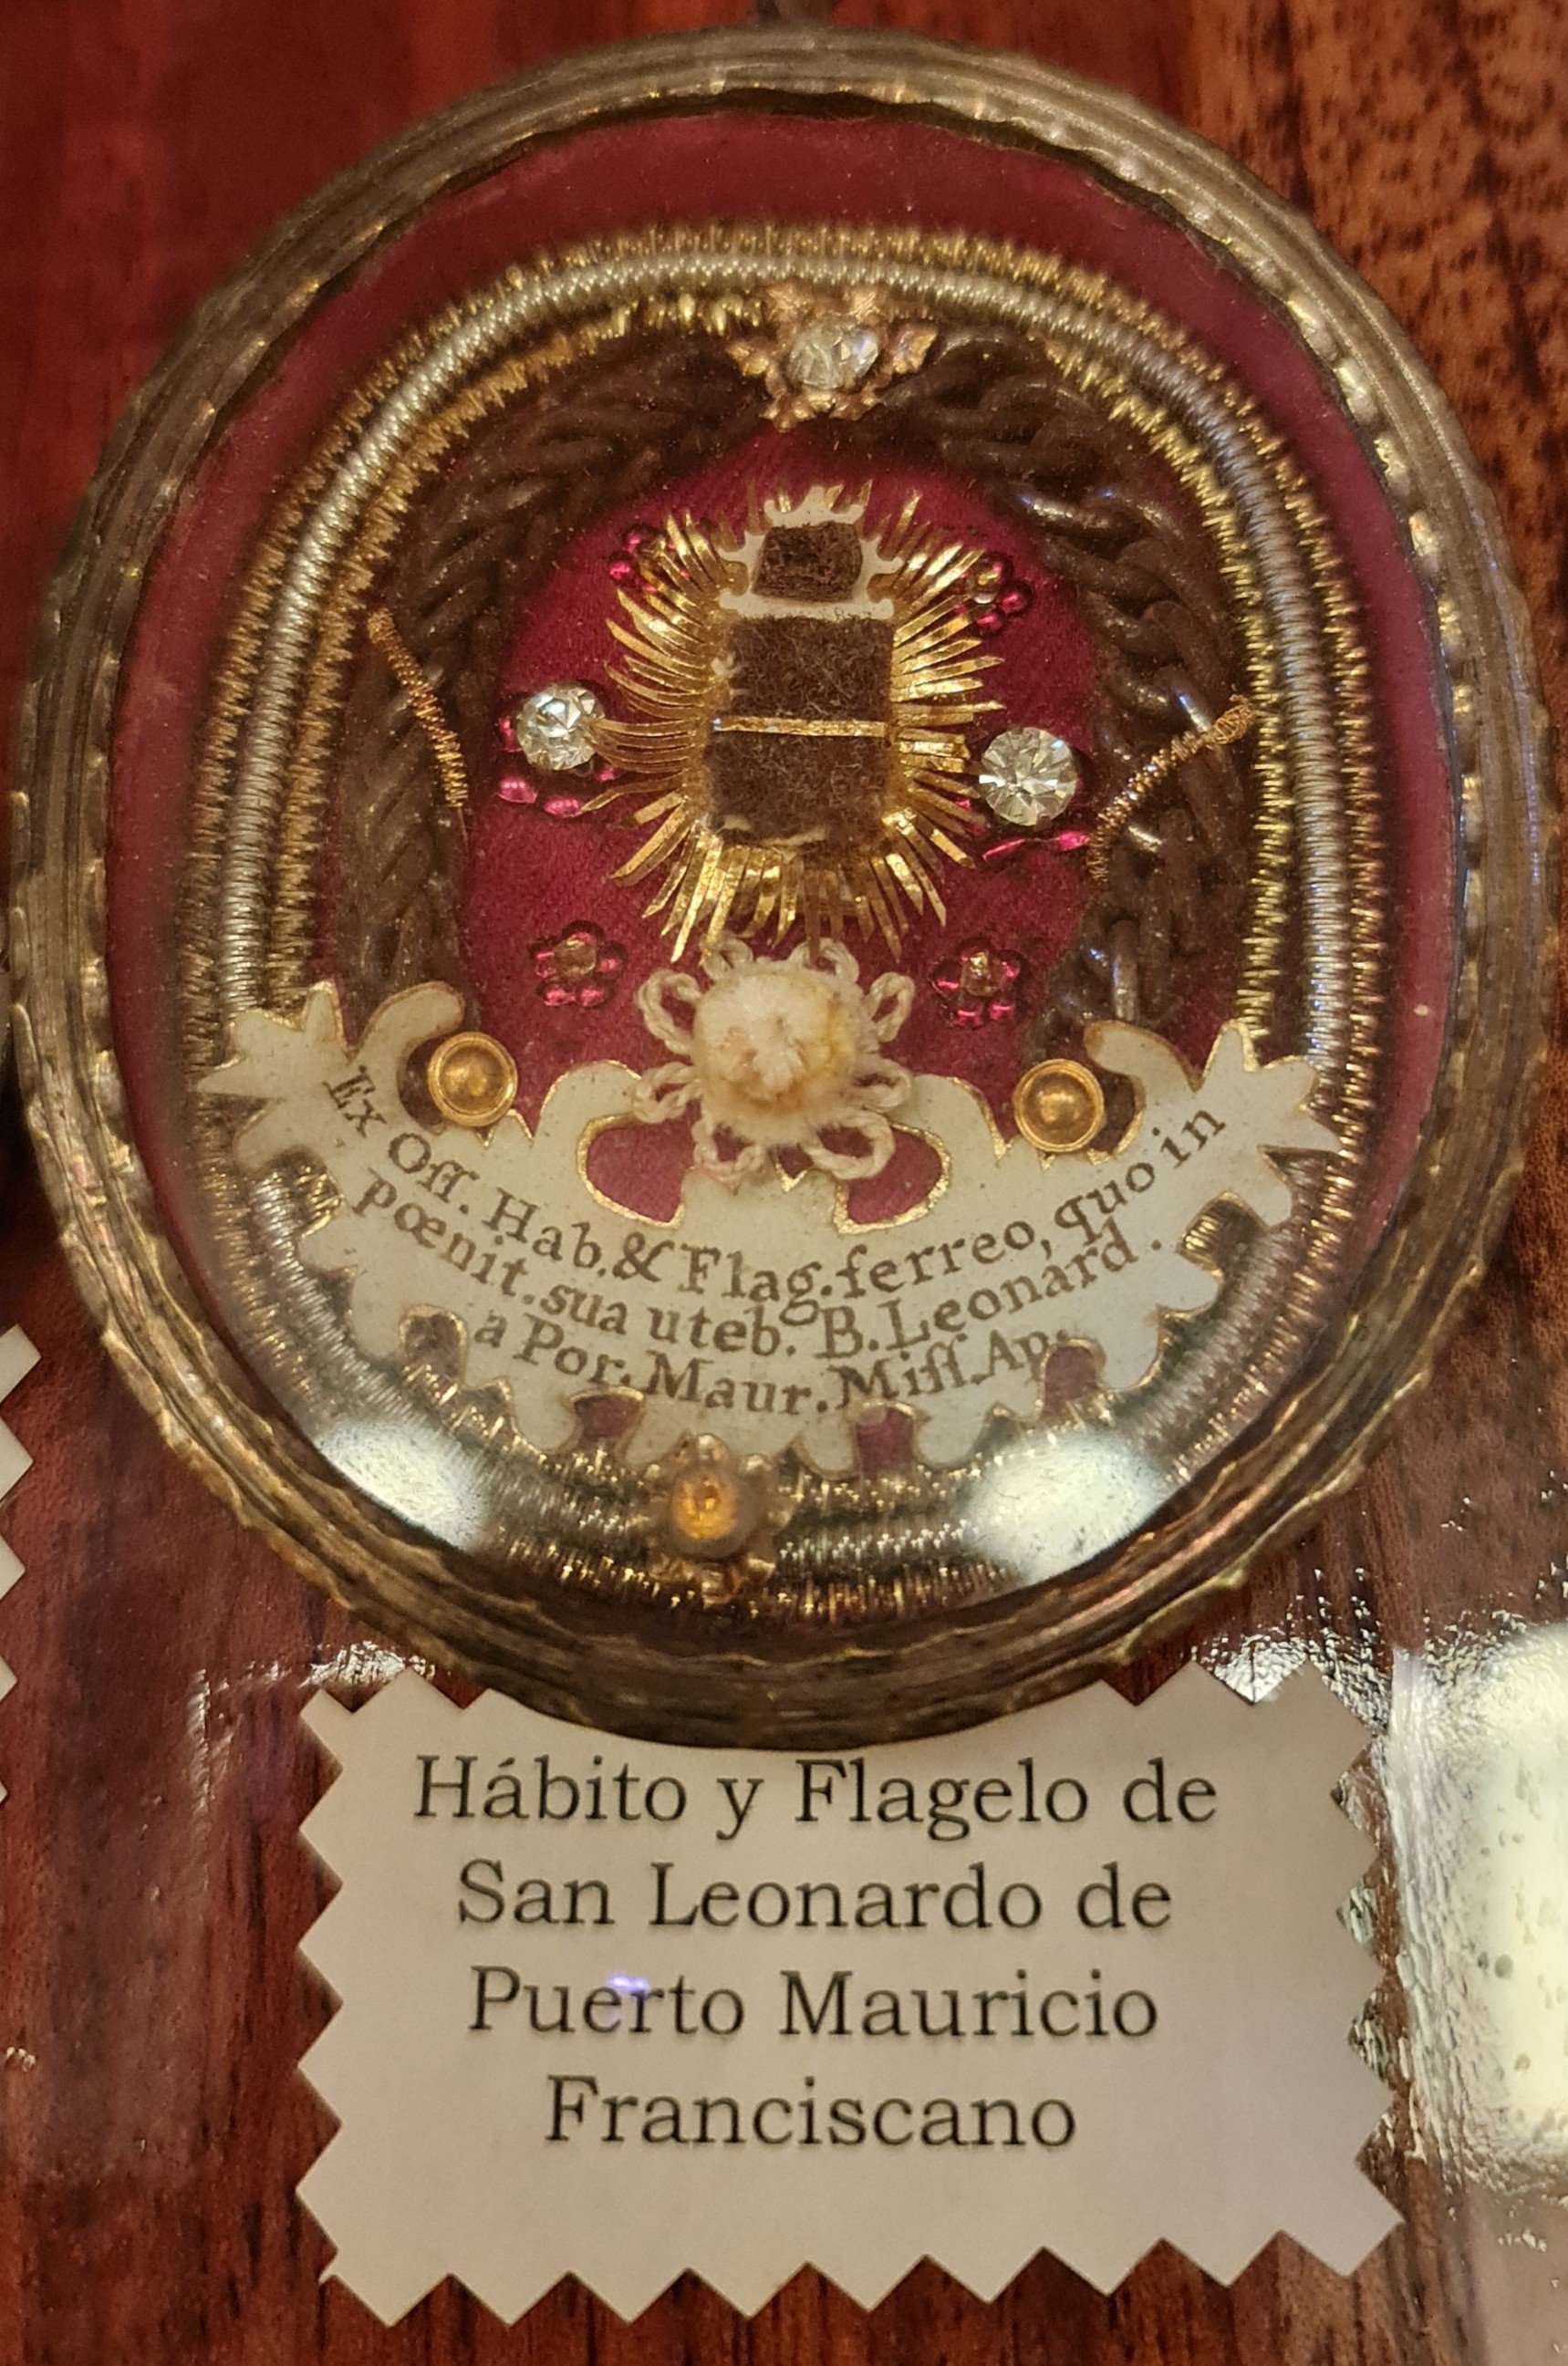 Ex Off. Hab. & Flag. ferreo, quo in
pœnit. sua uteb. B. Leonard.
a Por. Maur. Miſſ. Ap.
Hábito y Flagelo de
San Leonardo de
Puerto Mauricio
Franciscano